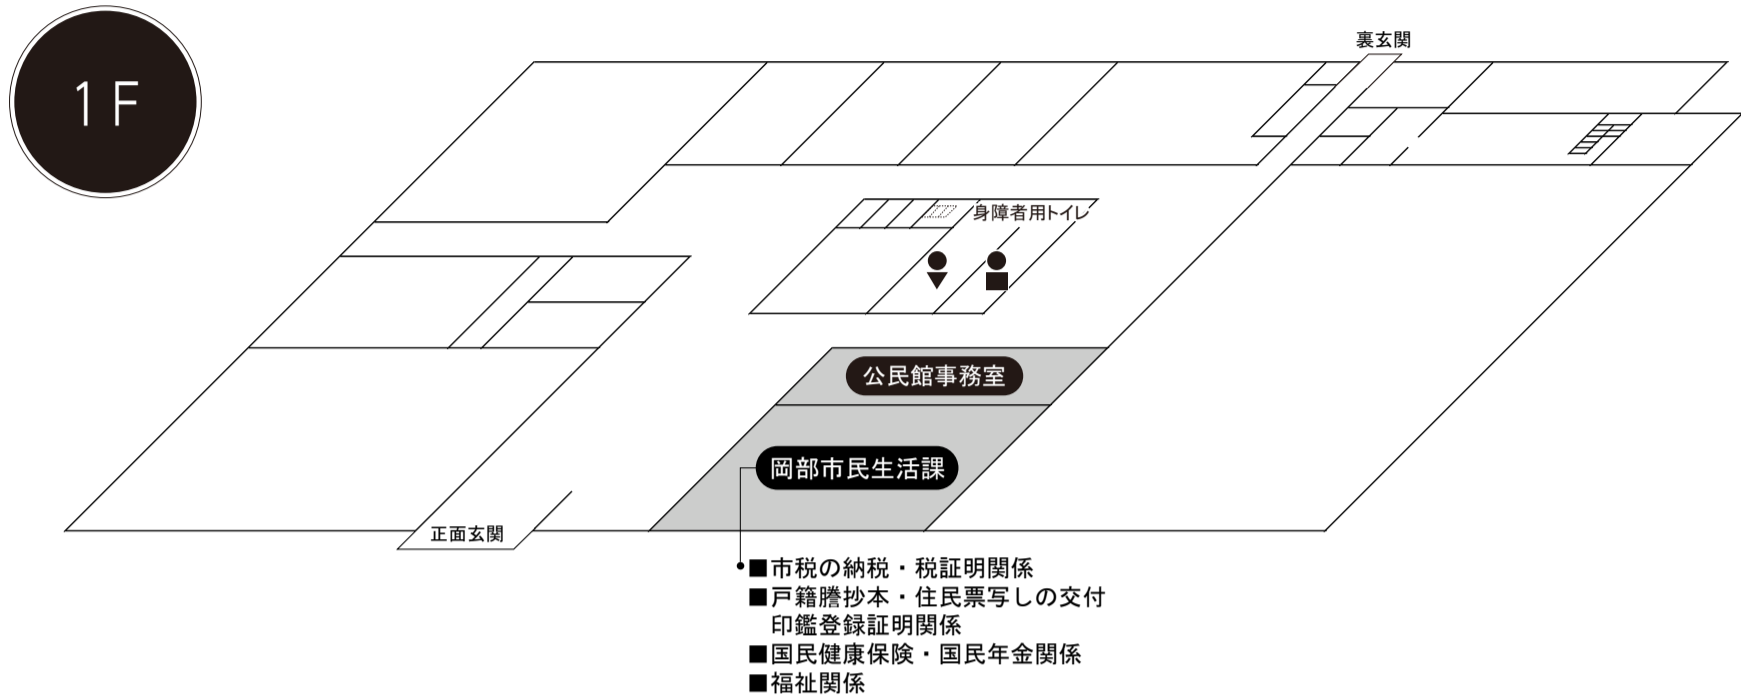 1F
裏玄関
身障者用トイレ
公民館事務室
岡部市民生活課
正面玄関
■市税の納税・税証明関係
■戸籍謄抄本・住民票写しの交付
印鑑登録証明関係
■国民健康保険・国民年金関係
■福祉関係